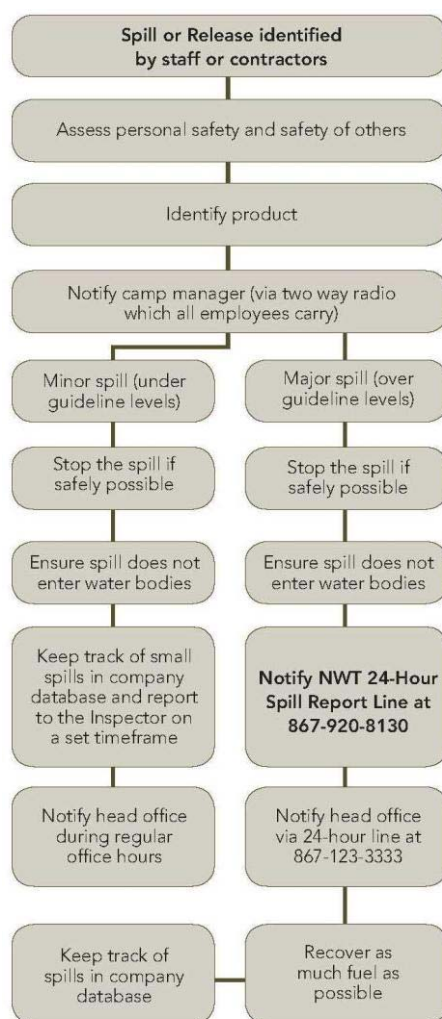 Spill or Release identified
by staff or contractors
Assess personal safety and safety of others
Identify product
Notify camp manager (via two way radio
which all employees carry)
Minor spill (under
guideline levels)
Stop the spill if
safely possible
Ensure spill does not
enter water bodies
Keep track of small
spills in company
database and report
to the Inspector on
a set timeframe
Notify head office
during regular
office hours
Major spill (over
guideline levels)
Stop the spill if
safely possible
Ensure spill does not
enter water bodies
Notify NWT 24-Hour
Spill Report Line at
867-920-8130
Notify head office
via 24-hour line at
867-123-3333
Recover as
much fuel as
possible
Keep track of
spills in company
database